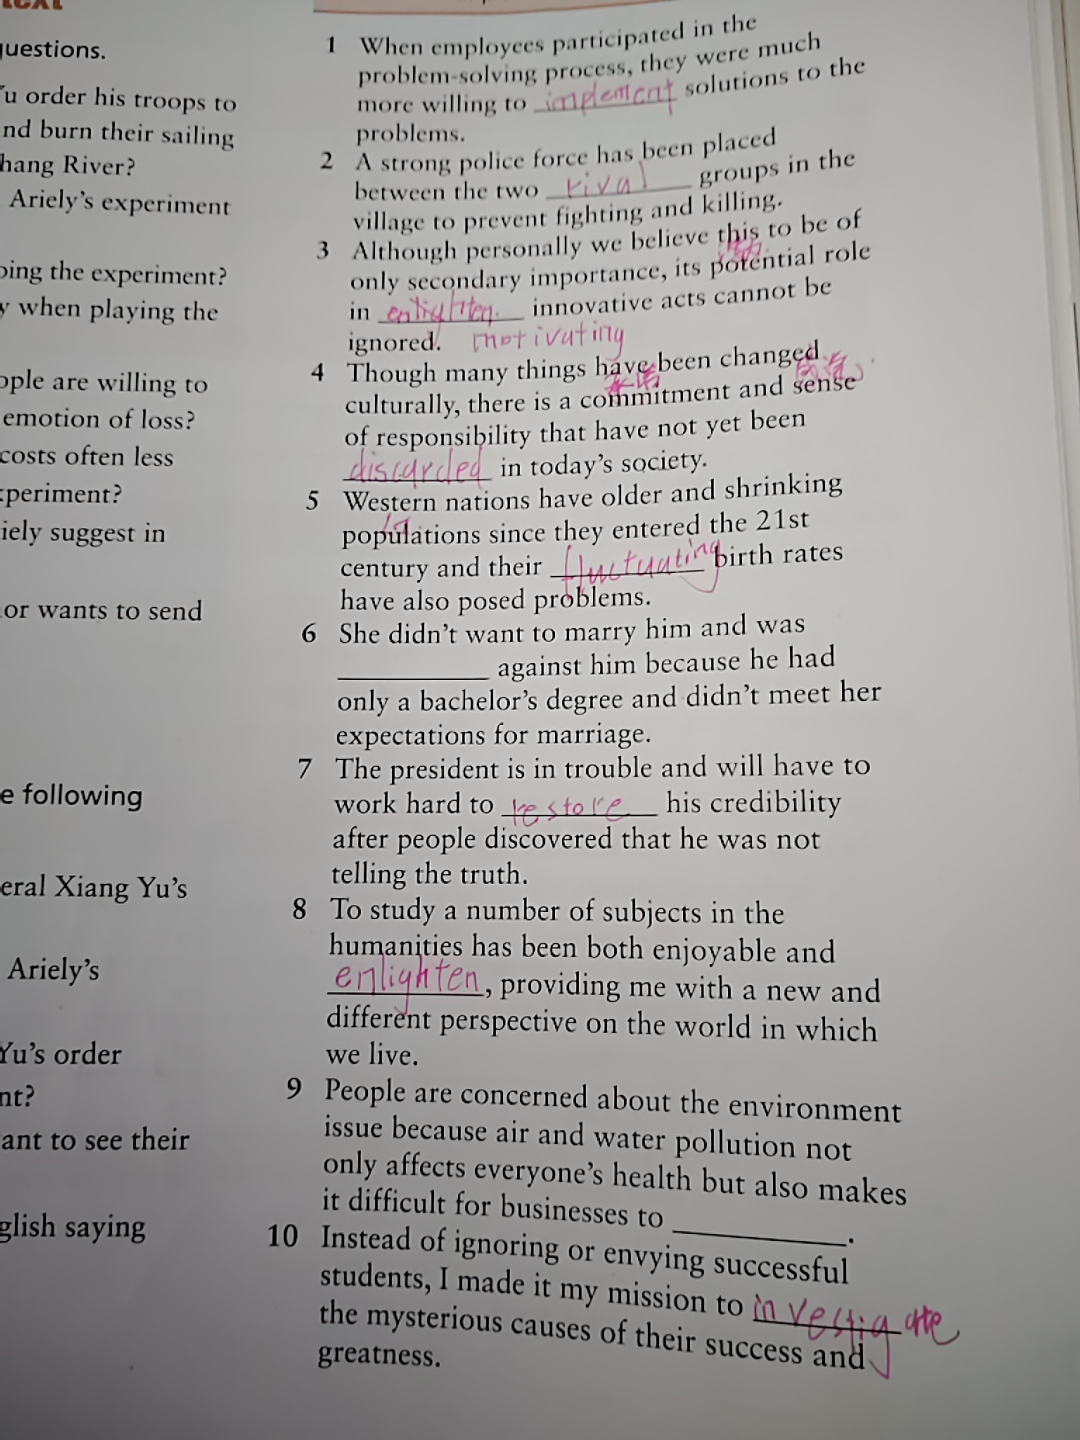 text
questions.
u order his troops to
nd burn their sailing
hang River?
Ariely's experiment
ping the experiment?
y when playing the
ople are willing to
emotion of loss?
costs often less
xperiment?
iely suggest in
or wants to send
e following
eral Xiang Yu's
Ariely's
Yu's order
nt?
ant to see their
glish saying
1 When employees participated in the
problem-solving process, they were much
more willing to implement solutions to the
problems.
2 A strong police force has been placed
between the two rival groups in the
village to prevent fighting and killing.
3 Although personally we believe this to be of
only secondary importance, its potential role
in enlighten. innovative acts cannot be
ignored. motivating
4 Though many things have been changed
culturally, there is a commitment and sense
of responsibility that have not yet been
discarded in today's society.
5 Western nations have older and shrinking
populations since they entered the 21st
century and their fluctuating birth rates
have also posed problems.
6 She didn't want to marry him and was
against him because he had
only a bachelor's degree and didn't meet her
expectations for marriage.
7 The president is in trouble and will have to
work hard to restore his credibility
after people discovered that he was not
telling the truth.
8 To study a number of subjects in the
humanities has been both enjoyable and
enlighten, providing me with a new and
different perspective on the world in which
we live.
9 People are concerned about the environment
issue because air and water pollution not
only affects everyone's health but also makes
it difficult for businesses to .
10 Instead of ignoring or envying successful
students, I made it my mission to investigate
the mysterious causes of their success and
greatness.